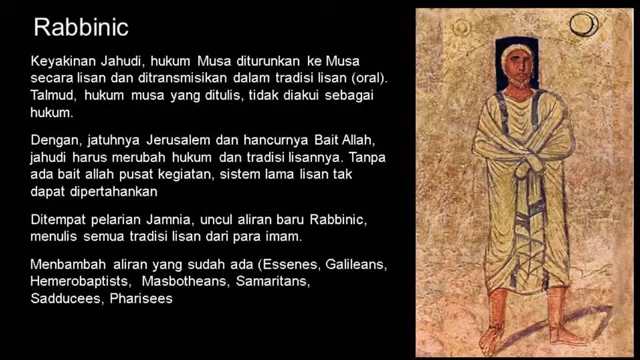 Rabbinic
Keyakinan Jahudi, hukum Musa diturunkan ke Musa
secara lisan dan ditransmisikan dalam tradisi lisan (oral).
Talmud, hukum musa yang ditulis, tidak diakui sebagai
hukum.
Dengan, jatuhnya Jerusalem dan hancurnya Bait Allah,
jahudi harus merubah hukum dan tradisi lisannya. Tanpa
ada bait allah pusat kegiatan, sistem lama lisan tak
dapat dipertahankan
Ditempat pelarian Jamnia, uncul aliran baru Rabbinic,
menulis semua tradisi lisan dari para imam.
Menbambah aliran yang sudah ada (Essenes, Galileans,
Hemerobaptists, Masbotheans, Samaritans,
Sadducees, Pharisees